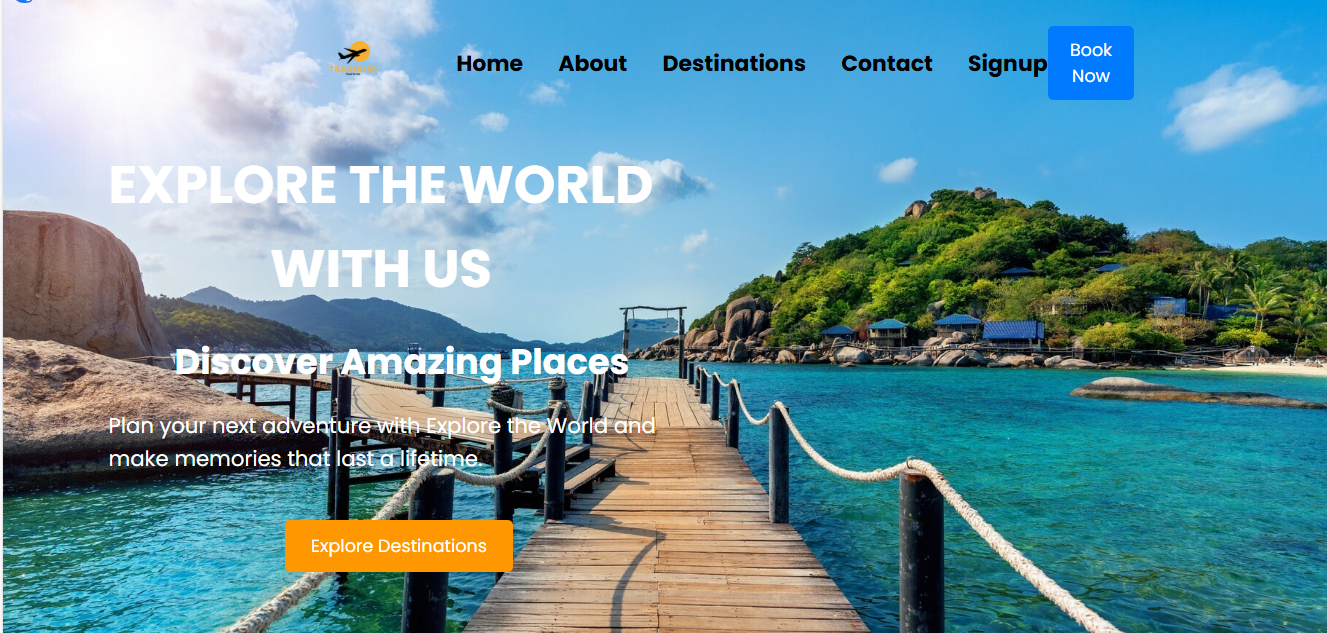 Home About Destinations Contact Signup
Book
Now
EXPLORE THE WORLD
WITH US
Discover Amazing Places
Plan your next adventure with Explore the World and
make memories that last a lifetime.
Explore Destinations